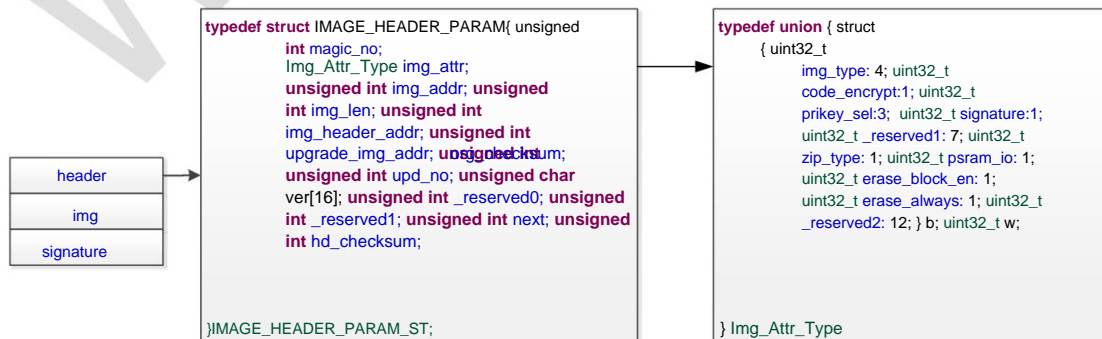 header
img
signature
typedef struct IMAGE_HEADER_PARAM{ unsigned
int magic_no;
Img_Attr_Type img_attr;
unsigned int img_addr; unsigned
int img_len; unsigned int
img_header_addr; unsigned int
upgrade_img_addr; unsigned int
unsigned int upd_no; unsigned char
ver[16]; unsigned int _reserved0; unsigned
int _reserved1; unsigned int next; unsigned
int hd_checksum;
}IMAGE_HEADER_PARAM_ST;
typedef union { struct
{ uint32_t
img_type: 4; uint32_t
code_encrypt:1; uint32_t
prikey_sel:3; uint32_t signature:1;
uint32_t _reserved1: 7; uint32_t
zip_type: 1; uint32_t psram_io: 1;
uint32_t erase_block_en: 1;
uint32_t erase_always: 1; uint32_t
_reserved2: 12; } b; uint32_t w;
} Img_Attr_Type